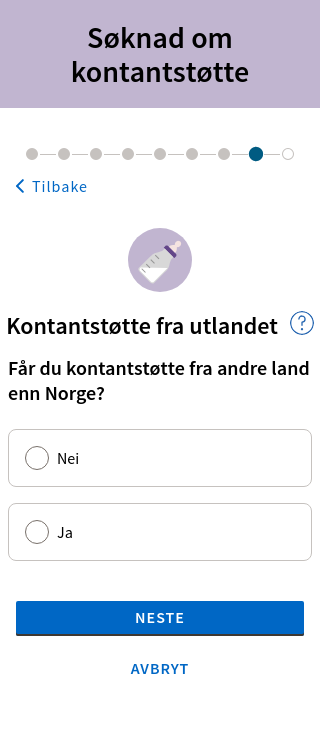 Søknad om
kontantstøtte
Tilbake
Kontantstøtte fra utlandet
?
Får du kontantstøtte fra andre land
enn Norge?
Nei
Ja
NESTE
AVBRYT